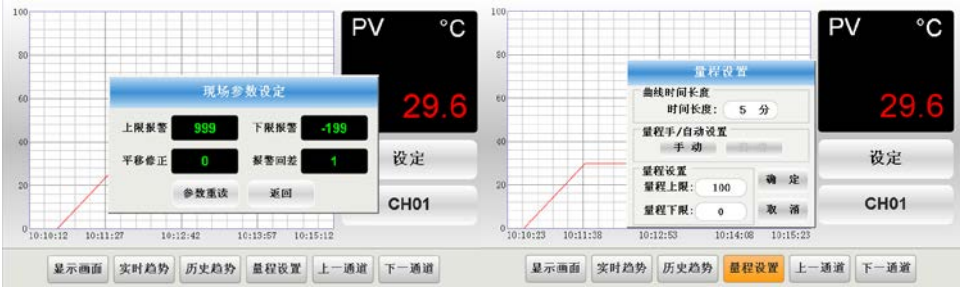 100
80
60
40
20
0
10:10:12 10:11:27 10:12:42 10:13:57 10:15:12
PV °C
29.6
设定
CH01
现场参数设定
上限报警 999 下限报警 -199
平移修正 0 报警回差 1
参数重读 返回
显示画面 实时趋势 历史趋势 量程设置 上一通道 下一通道
100
80
60
40
20
0
10:10:23 10:11:38 10:12:53 10:14:08 10:15:23
PV °C
29.6
设定
CH01
量程设置
曲线时间长度
时间长度: 5 分
量程手/自动设置
手 动
量程设置
量程上限: 100 确 定
量程下限: 0 取 消
显示画面 实时趋势 历史趋势 量程设置 上一通道 下一通道